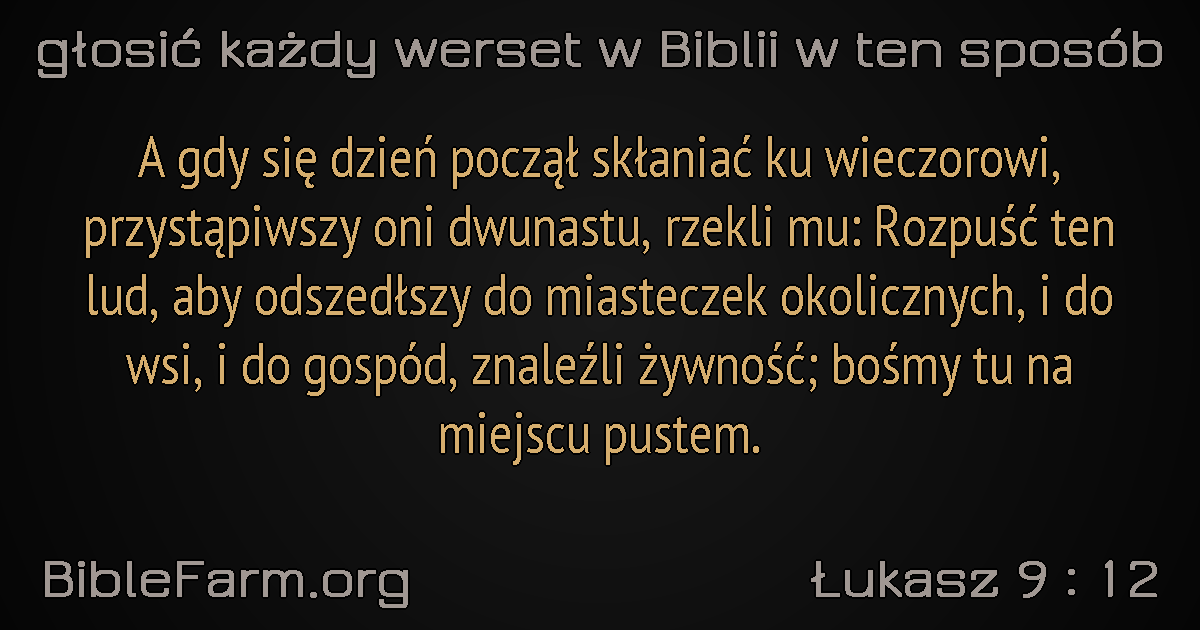 głosić każdy werset w Biblii w ten sposób
A gdy się dzień począł skłaniać ku wieczorowi,
przystąpiwszy oni dwunastu, rzekli mu: Rozpuść ten
lud, aby odszedłszy do miasteczek okolicznych, i do
wsi, i do gospód, znaleźli żywność; bośmy tu na
miejscu pustem.
BibleFarm.org
Łukasz 9 : 12